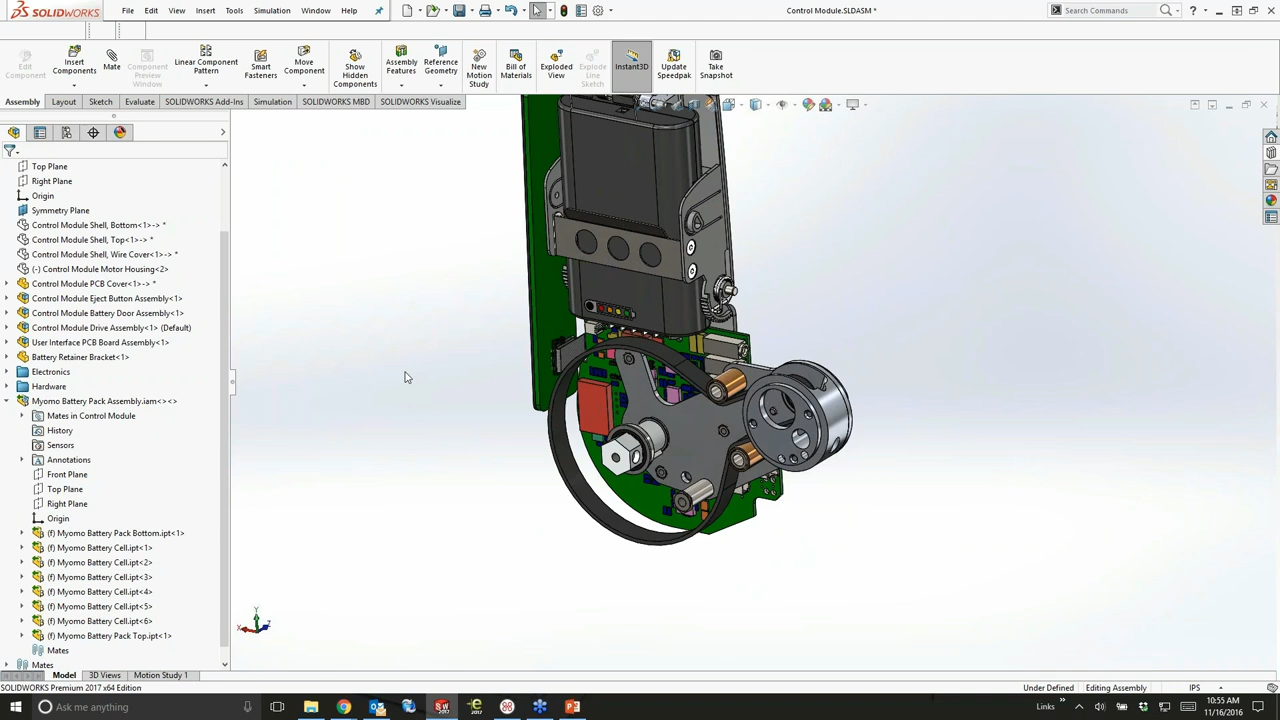 SOLIDWORKS File Edit View Insert Tools Simulation Window Help Control Module.SLDASM * Search Commands
Edit Component
Insert Components
Mate
Component Preview Window
Linear Component Pattern
Smart Fasteners
Move Component
Show Hidden Components
Assembly Features
Reference Geometry
New Motion Study
Bill of Materials
Exploded View
Explode Line Sketch
Instant3D
Update Speedpak
Take Snapshot
Assembly Layout Sketch Evaluate SOLIDWORKS Add-Ins Simulation SOLIDWORKS MBD SOLIDWORKS Visualize
Top Plane
Right Plane
Origin
Symmetry Plane
Control Module Shell, Bottom<1>-> *
Control Module Shell, Top<1>-> *
Control Module Shell, Wire Cover<1>-> *
(-) Control Module Motor Housing<2>
Control Module PCB Cover<1>-> *
Control Module Eject Button Assembly<1>
Control Module Battery Door Assembly<1>
Control Module Drive Assembly<1> (Default)
User Interface PCB Board Assembly<1>
Battery Retainer Bracket<1>
Electronics
Hardware
Myomo Battery Pack Assembly.iam<><>
Mates in Control Module
History
Sensors
Annotations
Front Plane
Top Plane
Right Plane
Origin
(f) Myomo Battery Pack Bottom.ipt<1>
(f) Myomo Battery Cell.ipt<1>
(f) Myomo Battery Cell.ipt<2>
(f) Myomo Battery Cell.ipt<3>
(f) Myomo Battery Cell.ipt<4>
(f) Myomo Battery Cell.ipt<5>
(f) Myomo Battery Cell.ipt<6>
(f) Myomo Battery Pack Top.ipt<1>
Mates
Mates
Y
X
Z
Model 3D Views Motion Study 1
SOLIDWORKS Premium 2017 x64 Edition Under Defined Editing Assembly IPS
Ask me anything Links 10:55 AM
11/16/2016